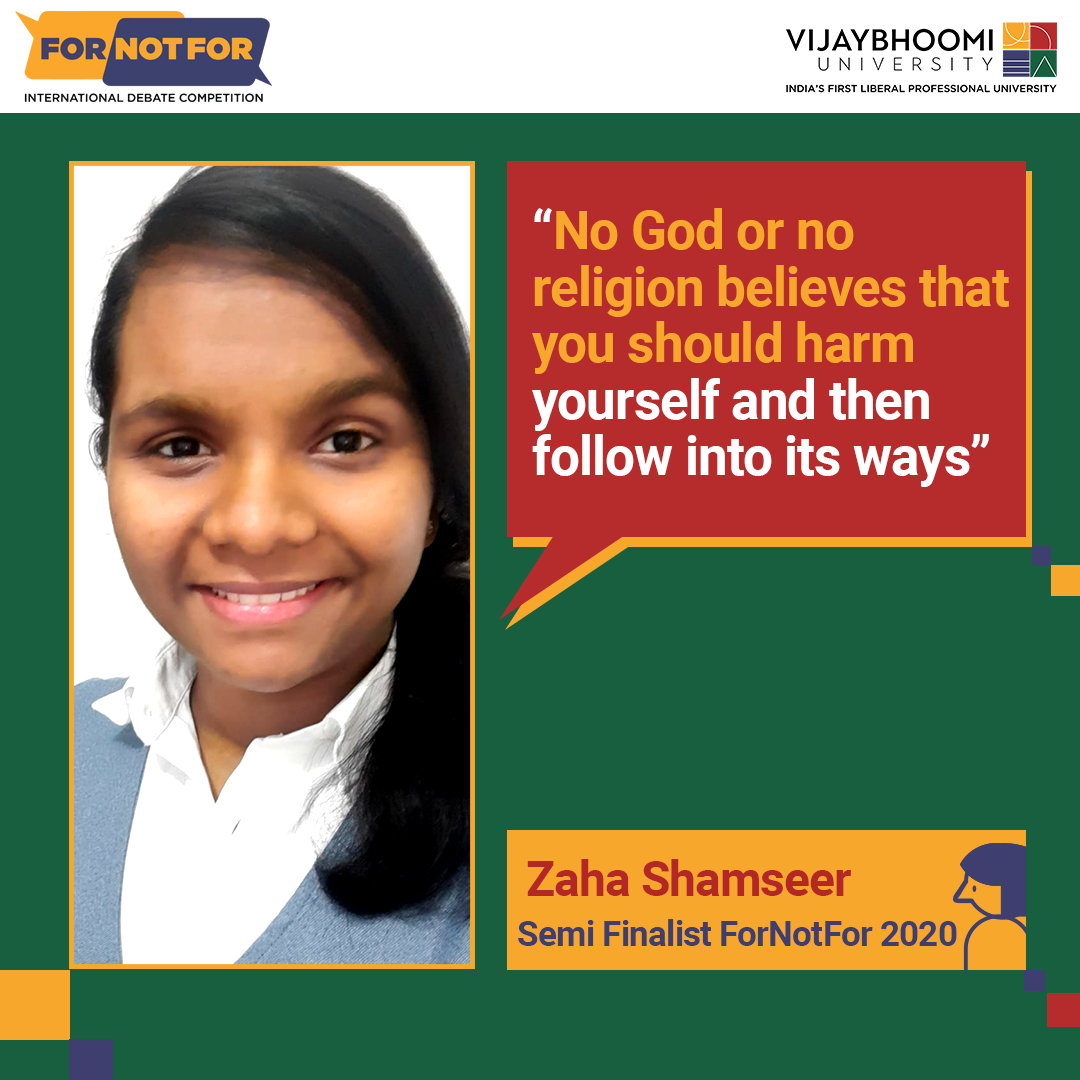 FOR NOT FOR
INTERNATIONAL DEBATE COMPETITION
VIJAYBHOOMI
UNIVERSITY
INDIA'S FIRST LIBERAL PROFESSIONAL UNIVERSITY
“No God or no
religion believes that
you should harm
yourself and then
follow into its ways”
Zaha Shamseer
Semi Finalist ForNotFor 2020